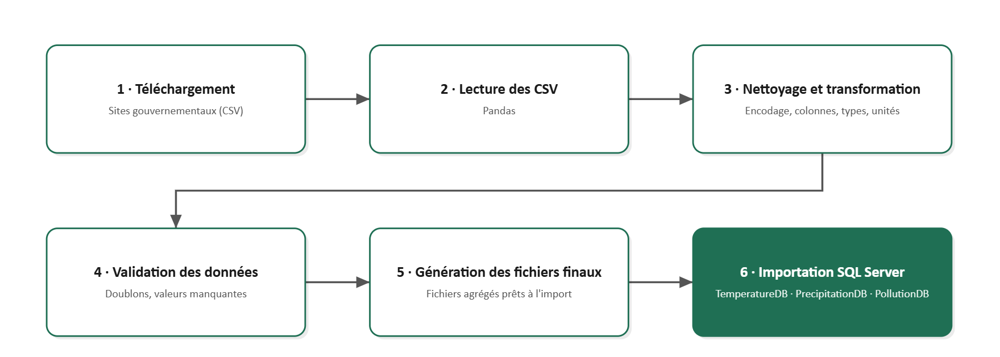 1 · Téléchargement
Sites gouvernementaux (CSV)
2 · Lecture des CSV
Pandas
3 · Nettoyage et transformation
Encodage, colonnes, types, unités
4 · Validation des données
Doublons, valeurs manquantes
5 · Génération des fichiers finaux
Fichiers agrégés prêts à l'import
6 · Importation SQL Server
TemperatureDB · PrecipitationDB · PollutionDB